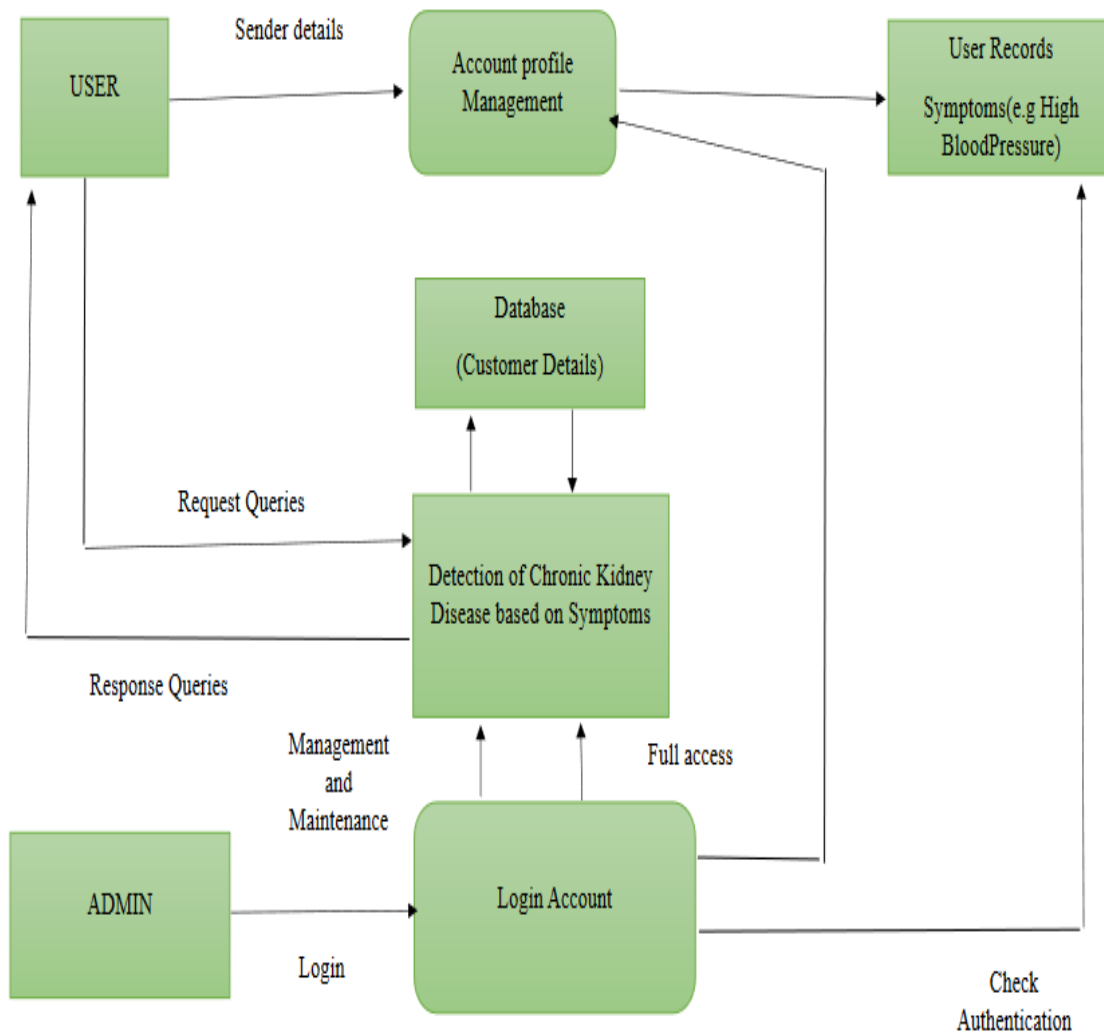 Sender details
USER
Account profile
Management
User Records
Symptoms(e.g High
BloodPressure)
Database
(Customer Details)
Request Queries
Detection of Chronic Kidney
Disease based on Symptoms
Response Queries
Management
and
Maintenance
Full access
ADMIN
Login Account
Login
Check
Authentication